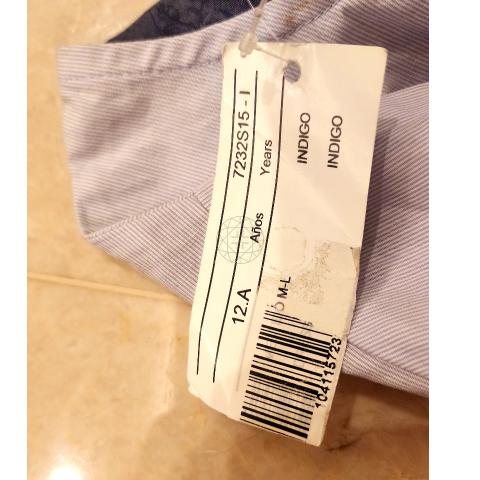 7232S15 - I
Años Years
12.A
INDIGO
INDIGO
O M-L
104115723